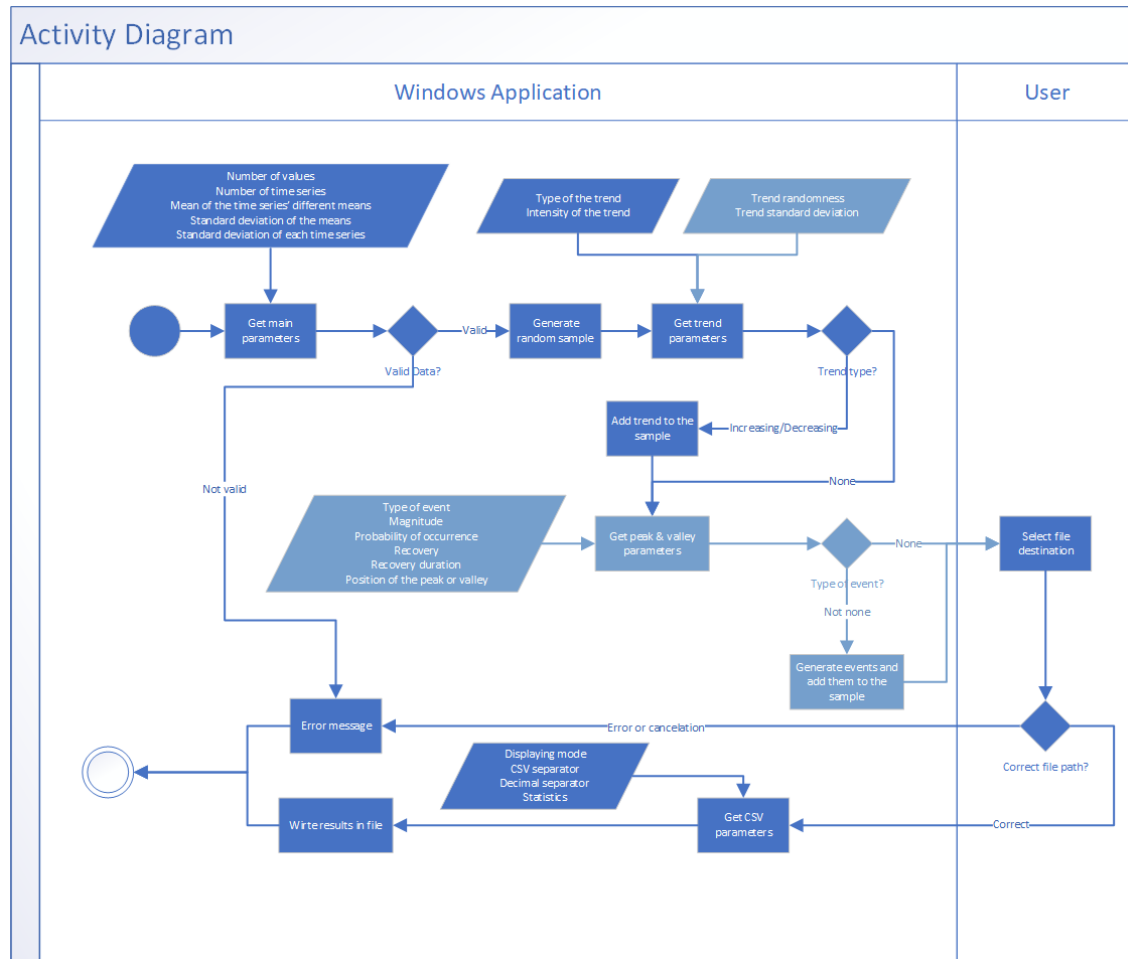 Activity Diagram
Windows Application
User
Number of values
Number of time series
Mean of the time series' different means
Standard deviation of the means
Standard deviation of each time series
Type of the trend
Intensity of the trend
Trend randomness
Trend standard deviation
Get main
parameters
Valid Data?
Valid
Generate
random sample
Get trend
parameters
Trend type?
Add trend to the
sample
Increasing/Decreasing
None
Not valid
Type of event
Magnitude
Probability of occurrence
Recovery
Recovery duration
Position of the peak or valley
Get peak & valley
parameters
Type of event?
None
Not none
Select file
destination
Generate events and
add them to the
sample
Error message
Error or cancelation
Correct file path?
Displaying mode
CSV separator
Decimal separator
Statistics
Wirte results in file
Get CSV
parameters
Correct